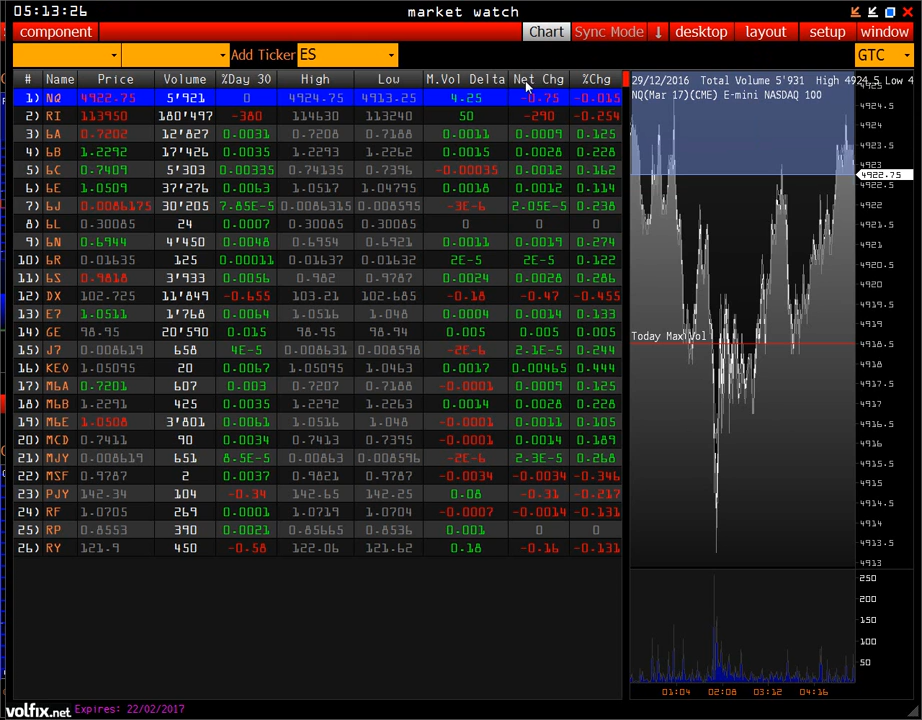 05:13:26 market watch
component Chart Sync Mode ↓ desktop layout setup window
Add Ticker ES GTC
# Name Price Volume %Day 30 High Low M.Vol Delta Net Chg %Chg
1) NQ 4922.75 5'921 0 4924.75 4913.25 4.25 -0.75 -0.015
2) RI 113950 180'497 -380 114630 113240 50 -290 -0.254
3) 6A 0.7202 12'827 0.0031 0.7208 0.7188 0.0011 0.0009 0.125
4) 6B 1.2292 17'426 0.0035 1.2293 1.2262 0.0015 0.0028 0.228
5) 6C 0.7409 5'303 0.00335 0.74135 0.7396 -0.00035 0.0012 0.162
6) 6E 1.0509 37'276 0.0063 1.0517 1.04795 0.0018 0.0012 0.114
7) 6J 0.0086175 30'205 7.85E-5 0.0086315 0.008575 -3E-6 2.05E-5 0.238
8) 6L 0.30085 24 0.0007 0.30085 0.30085 0 0 0
9) 6N 0.6944 4'450 0.0048 0.6954 0.6921 0.0011 0.0019 0.274
10) 6R 0.01635 125 0.00011 0.01637 0.01632 2E-5 2E-5 0.122
11) 6S 0.9818 3'933 0.0056 0.982 0.9787 0.0024 0.0028 0.286
12) DX 102.725 11'849 -0.655 103.21 102.685 -0.18 -0.47 -0.455
13) E7 1.0511 1'768 0.0064 1.0516 1.0481 0.0006 0.0014 0.133
14) GE 98.95 20'590 0.015 98.95 98.94 0.005 0.005 0.005
15) J7 0.008619 658 4E-5 0.008631 0.008598 -2E-6 2.1E-5 0.244
16) KEO 1.05095 20 0.0067 1.05095 1.0463 0.0017 0.00465 0.444
17) M6A 0.7201 607 0.003 0.7207 0.7188 -0.0001 0.0009 0.125
18) M6B 1.2291 425 0.0035 1.2292 1.2263 0.0014 0.0028 0.228
19) M6E 1.0508 3'801 0.0061 1.0516 1.048 -0.0001 0.0011 0.105
20) MCD 0.7411 90 0.0034 0.7413 0.7395 -0.0001 0.0014 0.189
21) MJY 0.008619 651 8.5E-5 0.00863 0.008596 -2E-6 2.3E-5 0.268
22) MSF 0.9787 2 0.0037 0.9821 0.9787 -0.0034 -0.0034 -0.346
23) PJY 142.34 104 -0.34 142.65 142.25 0.08 -0.31 -0.217
24) RF 1.0705 269 0.0001 1.0719 1.0704 -0.0007 -0.0014 -0.131
25) RP 0.8553 390 0.0021 0.85665 0.8536 0.001 0 0
26) RY 121.9 450 -0.58 122.06 121.62 0.18 -0.16 -0.131
29/12/2016 Total Volume 5'931 High 4924.5 Low 4
NQ(Mar 17)(CME) E-mini NASDAQ 100
Today Max Vol
4924.5
4924
4923.5
4923
4922.75
4922.5
4921.5
4921
4920.5
4919.5
4919
4918.5
4917.5
4917
4916
4915.5
4914.5
4914
4913.5
4913
250
200
150
100
50
01:04 02:08 03:12 04:16
volfix.net Expires: 22/02/2017